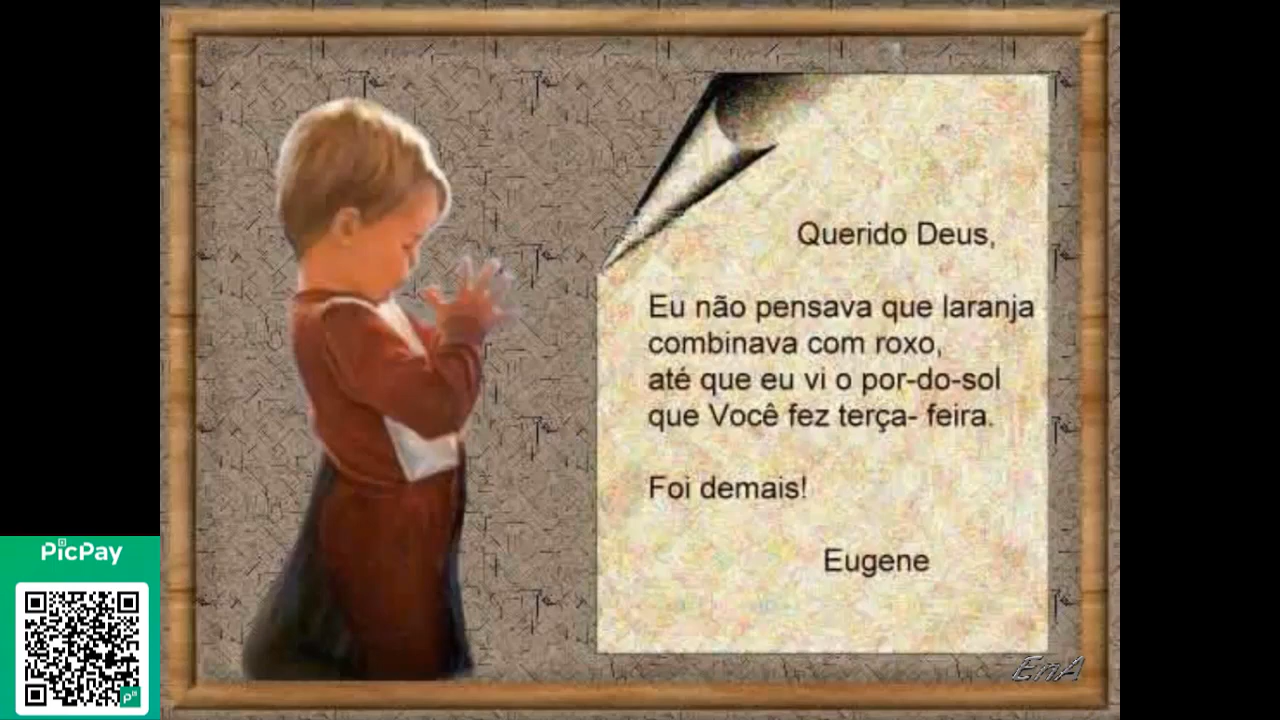 Querido Deus,
Eu não pensava que laranja
combinava com roxo,
até que eu vi o por-do-sol
que Você fez terça- feira.
Foi demais!
Eugene
EnA
PicPay